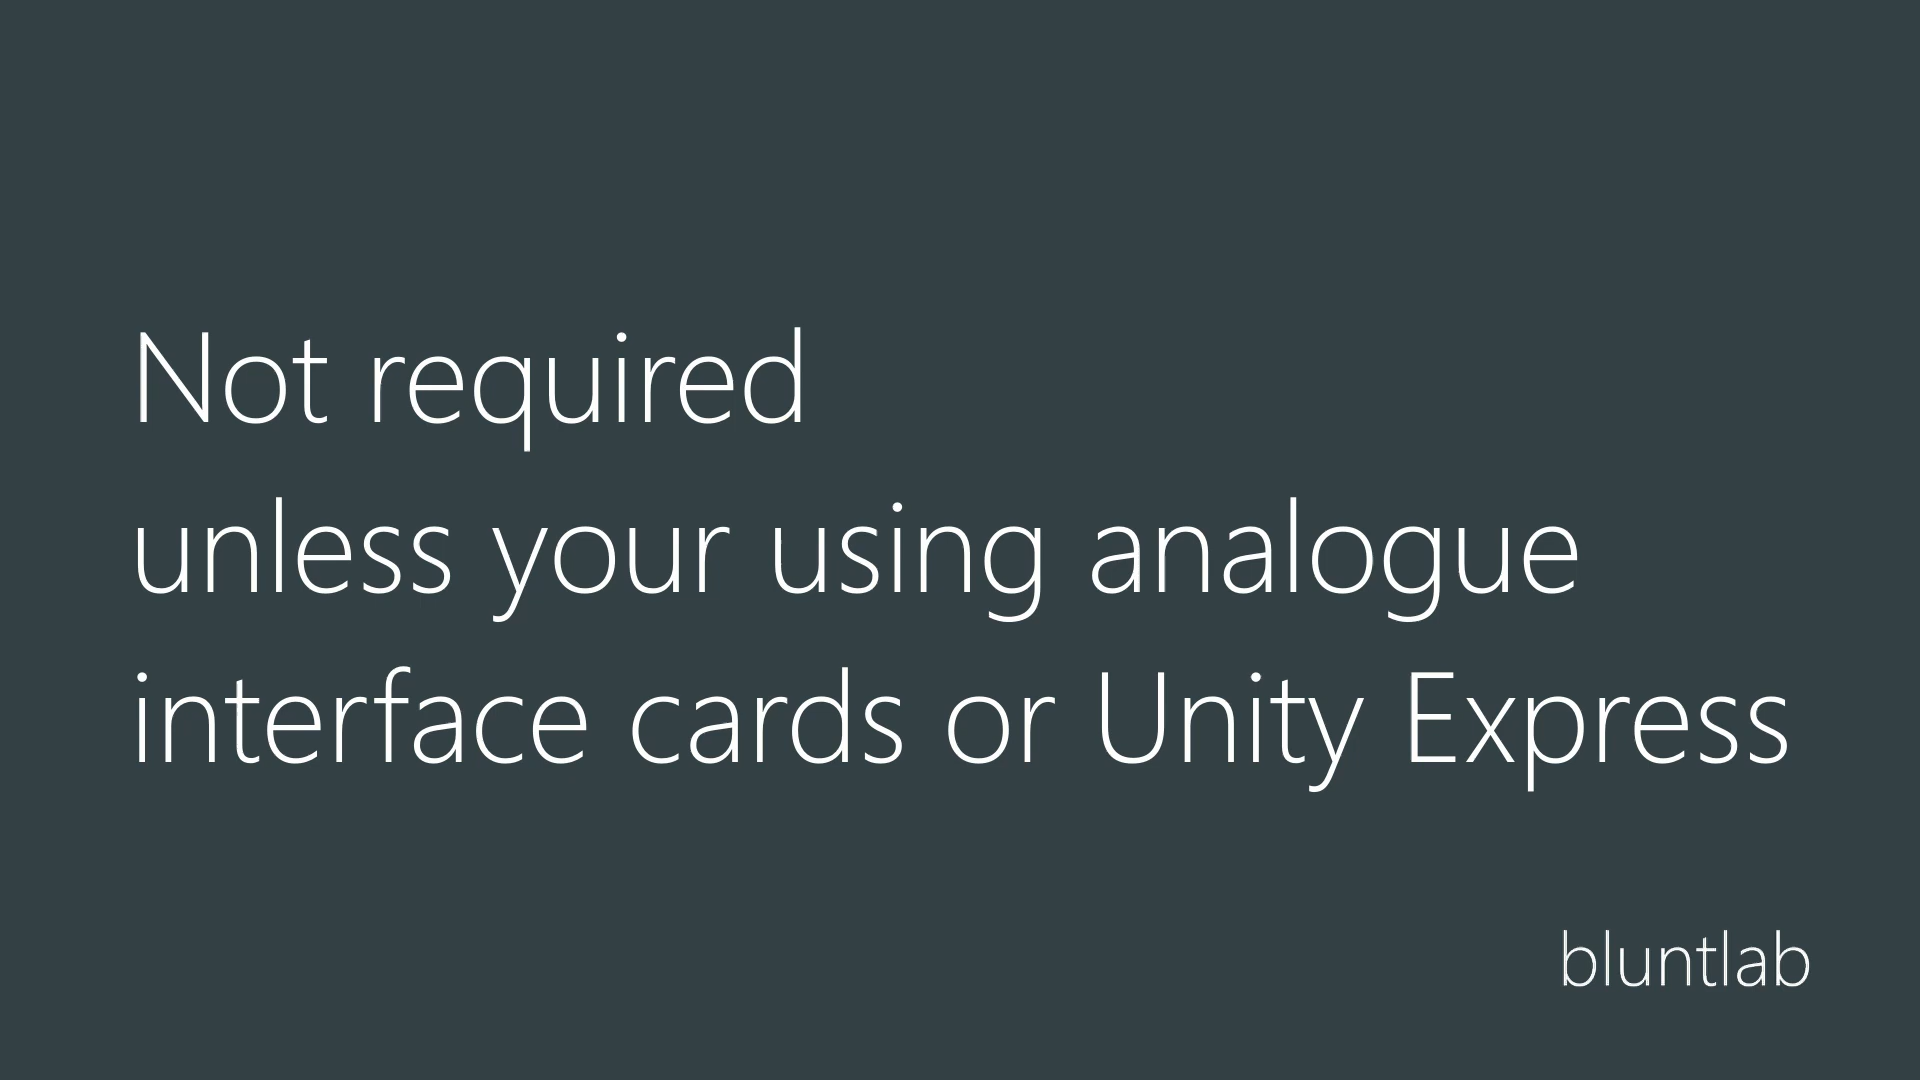 Not required
unless your using analogue
interface cards or Unity Express
bluntlab